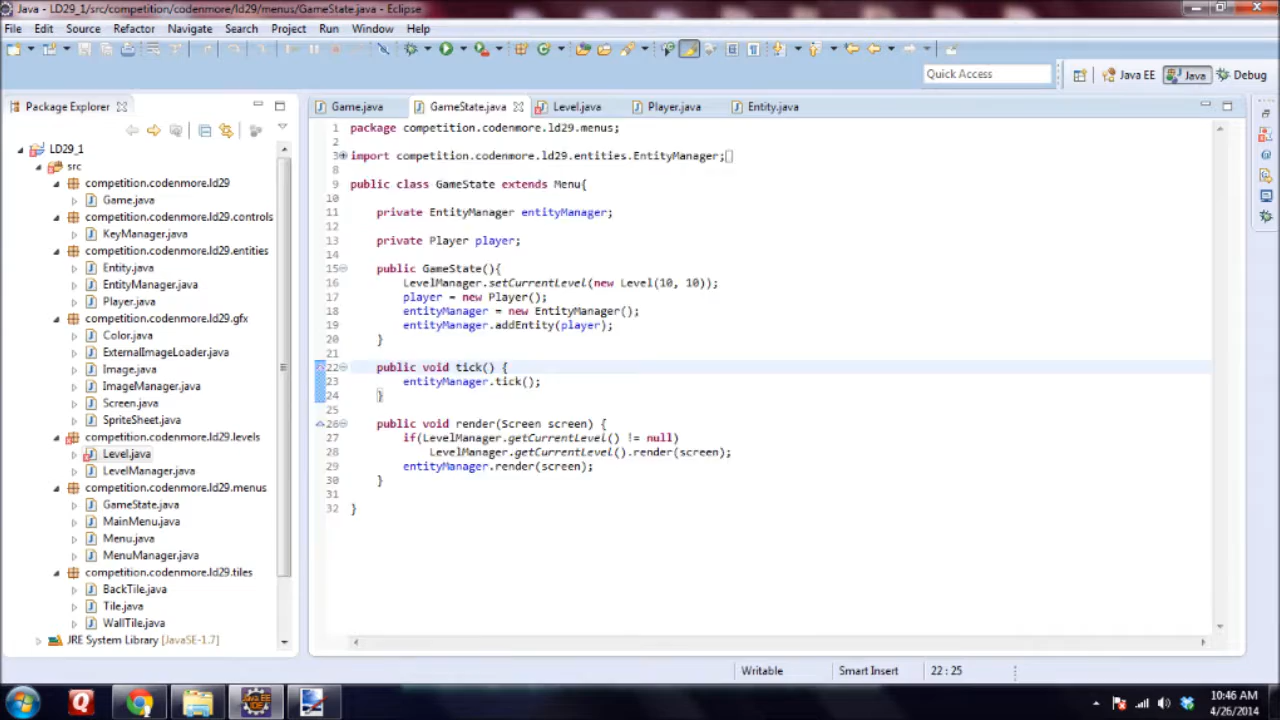 Java - LD29_1/src/competition/codenmore/ld29/menus/GameState.java - Eclipse
File Edit Source Refactor Navigate Search Project Run Window Help
Quick Access
Java EE
Java
Debug
Package Explorer
Game.java
GameState.java
Level.java
Player.java
Entity.java
LD29_1
src
competition.codenmore.ld29
Game.java
competition.codenmore.ld29.controls
KeyManager.java
competition.codenmore.ld29.entities
Entity.java
EntityManager.java
Player.java
competition.codenmore.ld29.gfx
Color.java
ExternalImageLoader.java
Image.java
ImageManager.java
Screen.java
SpriteSheet.java
competition.codenmore.ld29.levels
Level.java
LevelManager.java
competition.codenmore.ld29.menus
GameState.java
MainMenu.java
Menu.java
MenuManager.java
competition.codenmore.ld29.tiles
BackTile.java
Tile.java
WallTile.java
JRE System Library [JavaSE-1.7]
1 package competition.codenmore.ld29.menus;
2
3 import competition.codenmore.ld29.entities.EntityManager;
8
9 public class GameState extends Menu{
10
11 private EntityManager entityManager;
12
13 private Player player;
14
15 public GameState(){
16 LevelManager.setCurrentLevel(new Level(10, 10));
17 player = new Player();
18 entityManager = new EntityManager();
19 entityManager.addEntity(player);
20 }
21
22 public void tick() {
23 entityManager.tick();
24 }
25
26 public void render(Screen screen) {
27 if(LevelManager.getCurrentLevel() != null)
28 LevelManager.getCurrentLevel().render(screen);
29 entityManager.render(screen);
30 }
31
32 }
Writable
Smart Insert
22 : 25
10:46 AM
4/26/2014